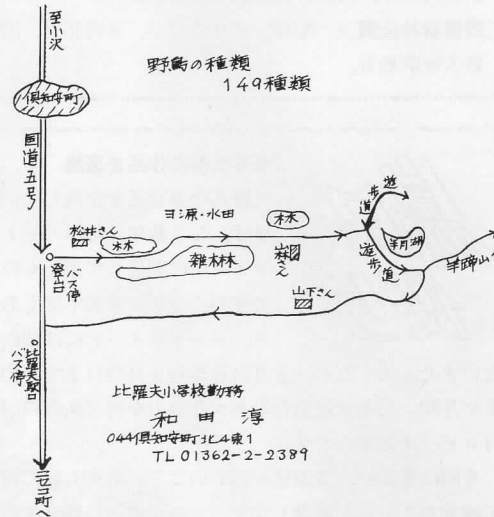 至小沢
倶知安町
国道五号
野鳥の種類
149種類
松井さん
林
ヨシ原・水田
林
雑木林
遊歩道
遊歩道
半月湖
羊蹄山へ
山下さん
登山口
バス停
比羅夫駅口
バス停
ニセコ町へ
比羅夫小学校勤務
和田 淳
044倶知安町北4東1
TL 01362-2-2389